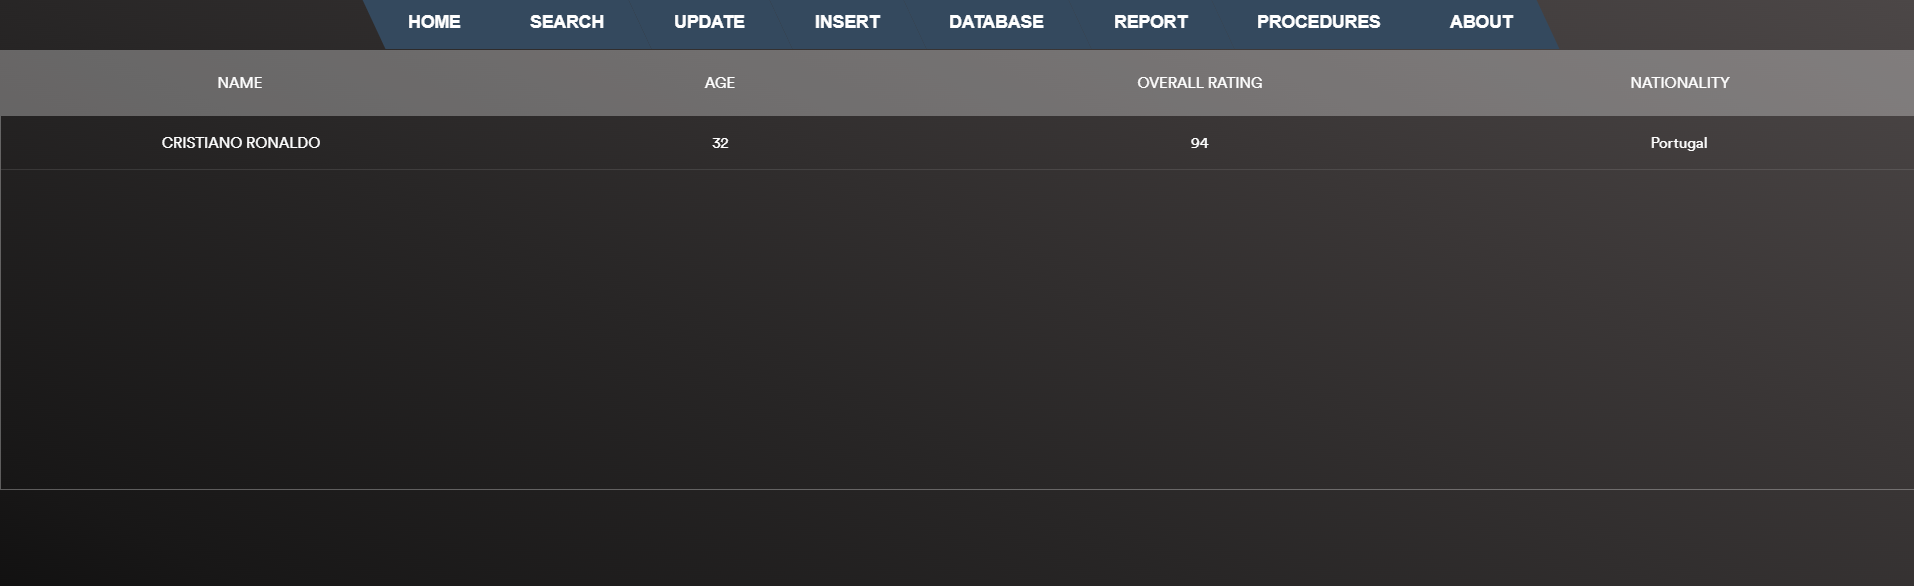 HOME SEARCH UPDATE INSERT DATABASE REPORT PROCEDURES ABOUT
NAME AGE OVERALL RATING NATIONALITY
CRISTIANO RONALDO 32 94 Portugal